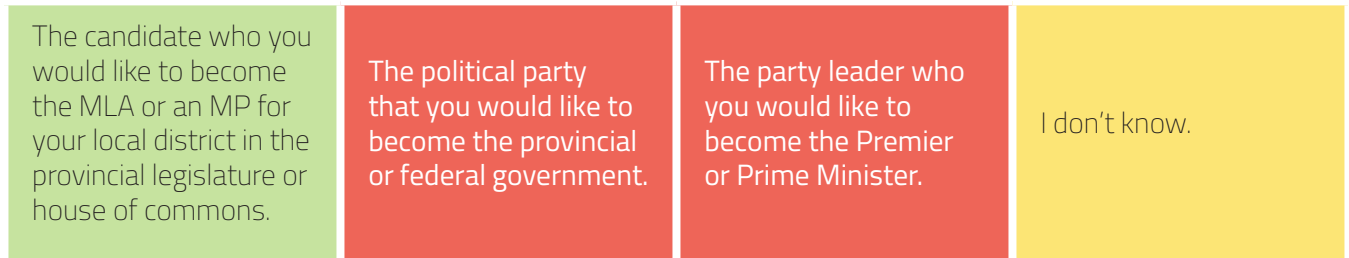 The candidate who you
would like to become
the MLA or an MP for
your local district in the
provincial legislature or
house of commons.
The political party
that you would like to
become the provincial
or federal government.
The party leader who
you would like to
become the Premier
or Prime Minister.
I don't know.